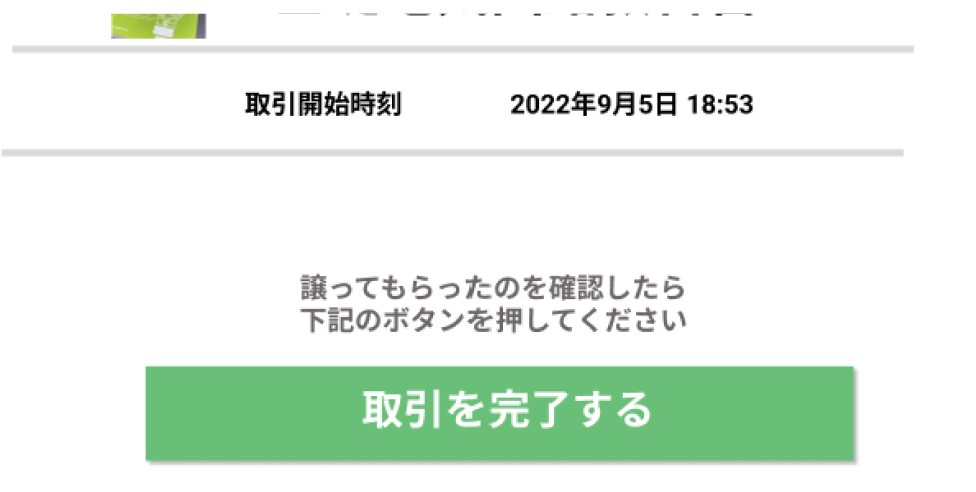 取引開始時刻 2022年9月5日 18:53
譲ってもらったのを確認したら
下記のボタンを押してください
取引を完了する